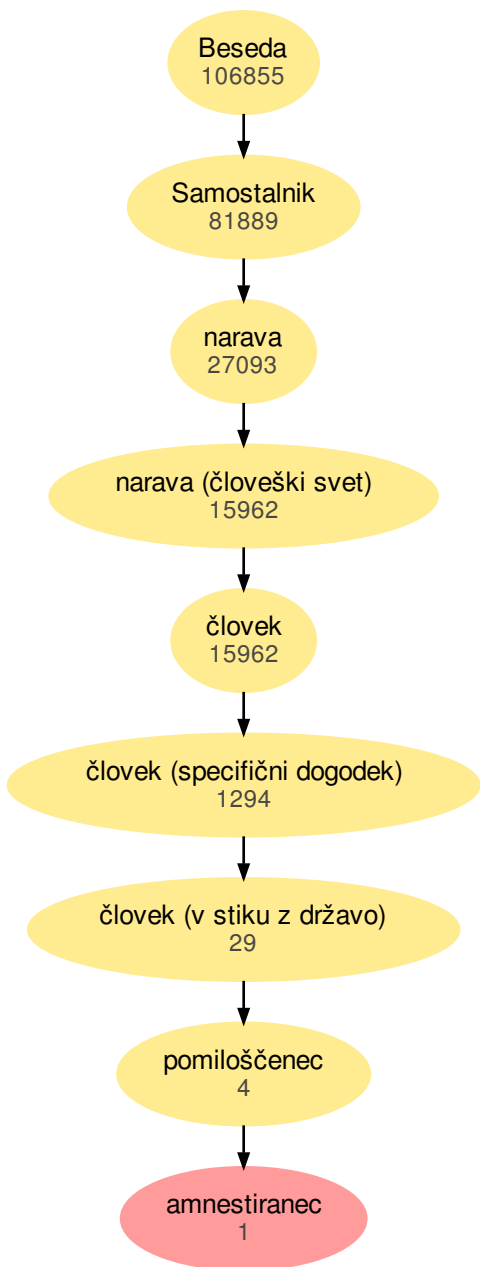 Beseda
106855
Samostalnik
81889
narava
27093
narava (človeški svet)
15962
človek
15962
človek (specifični dogodek)
1294
človek (v stiku z državo)
29
pomiloščenec
4
amnestiranec
1